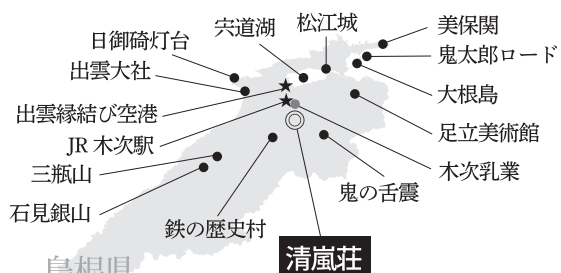 美保関
松江城
宍道湖
日御碕灯台
鬼太郎ロード
出雲大社
大根島
出雲縁結び空港
足立美術館
JR 木次駅
木次乳業
三瓶山
鬼の舌震
石見銀山
鉄の歴史村
清嵐荘
島根県